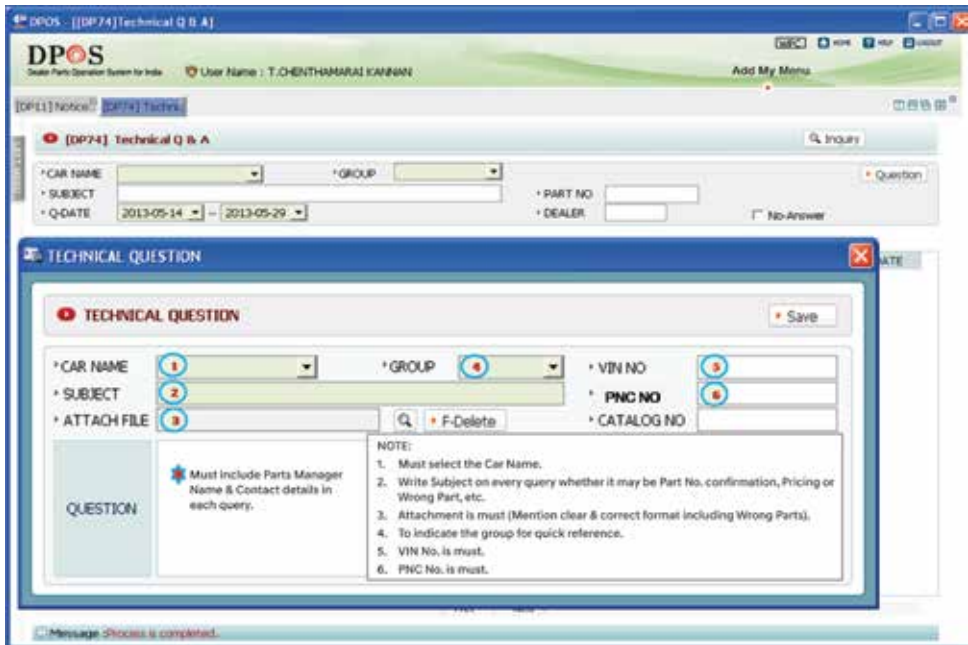 DPOS - [[DP74]Technical Q & A]
DPOS
Dealer Parts Operation System for India
User Name : T.CHENTHAMARAI KANNAN
HOME
HELP
LOGOUT
Add My Menu
[DP11] Notice
[DP74] Techni.
[DP74] Technical Q & A
Inquiry
CAR NAME
GROUP
Question
SUBJECT
PART NO
Q-DATE 2013-05-14 - 2013-05-29
DEALER
No-Answer
TECHNICAL QUESTION
TECHNICAL QUESTION
Save
CAR NAME 1
GROUP 4
VIN NO 5
SUBJECT 2
PNC NO 6
ATTACH FILE 3
F-Delete
CATALOG NO
QUESTION
Must include Parts Manager
Name & Contact details in
each query.
NOTE:
1. Must select the Car Name.
2. Write Subject on every query whether it may be Part No. confirmation, Pricing or
Wrong Part, etc.
3. Attachment is must (Mention clear & correct format including Wrong Parts).
4. To indicate the group for quick reference.
5. VIN No. is must.
6. PNC No. is must.
Message :Process is completed.